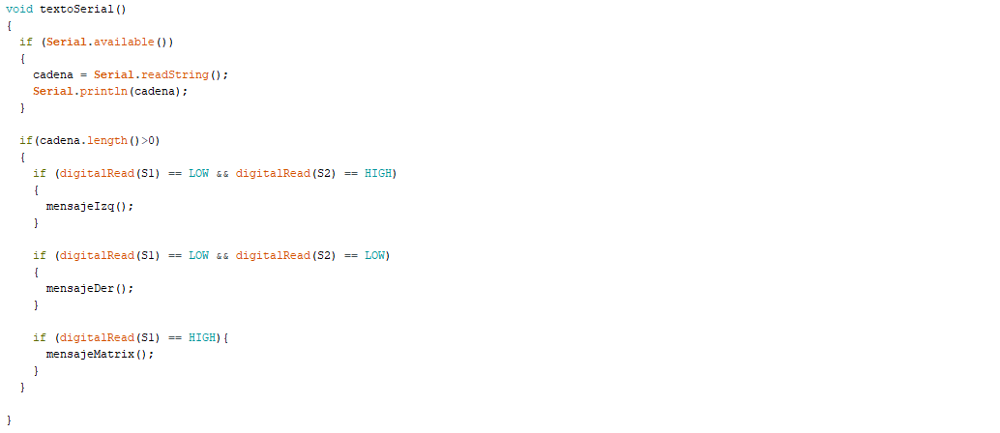 void textoSerial()
{
  if (Serial.available())
  {
    cadena = Serial.readString();
    Serial.println(cadena);
  }

  if(cadena.length()>0)
  {
    if (digitalRead(S1) == LOW && digitalRead(S2) == HIGH)
    {
      mensajeIzq();
    }

    if (digitalRead(S1) == LOW && digitalRead(S2) == LOW)
    {
      mensajeDer();
    }

    if (digitalRead(S1) == HIGH){
      mensajeMatrix();
    }
  }

}